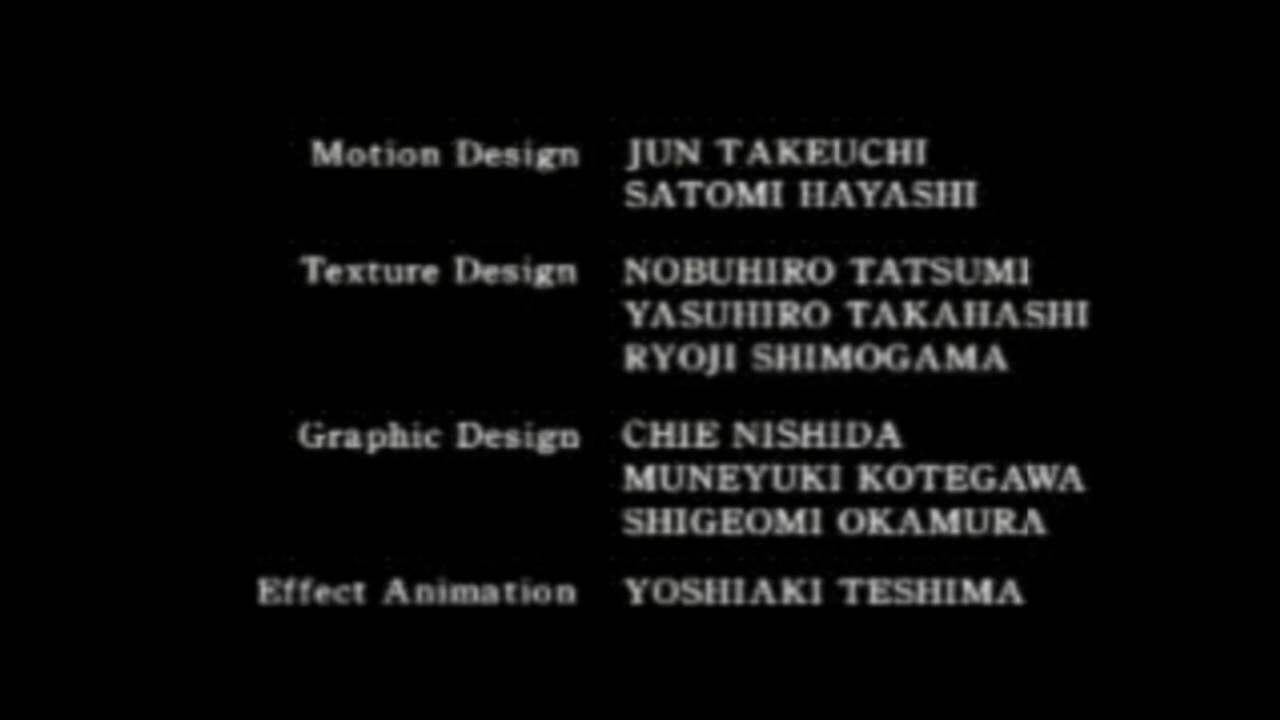 Motion Design JUN TAKEUCHI
SATOMI HAYASHI
Texture Design NOBUHIRO TATSUMI
YASUHIRO TAKAHASHI
RYOJI SHIMOGAMA
Graphic Design CHIE NISHIDA
MUNEYUKI KOTEGAWA
SHIGEOMI OKAMURA
Effect Animation YOSHIAKI TESHIMA